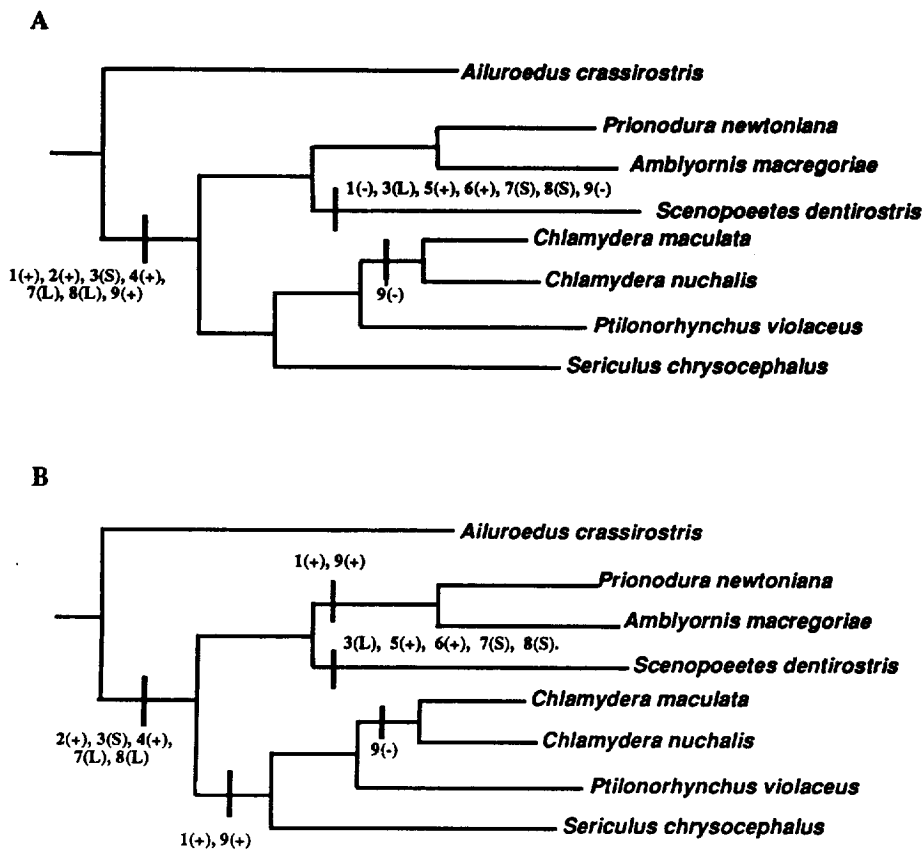 A
Ailuroedus crassirostris
Prionodura newtoniana
Amblyornis macregoriae
1(-), 3(L), 5(+), 6(+), 7(S), 8(S), 9(-)
Scenopoeetes dentirostris
Chlamydera maculata
1(+), 2(+), 3(S), 4(+),
7(L), 8(L), 9(+)
9(-)
Chlamydera nuchalis
Ptilonorhynchus violaceus
Sericulus chrysocephalus
B
Ailuroedus crassirostris
1(+), 9(+)
Prionodura newtoniana
Amblyornis macregoriae
3(L), 5(+), 6(+), 7(S), 8(S).
Scenopoeetes dentirostris
Chlamydera maculata
2(+), 3(S), 4(+),
7(L), 8(L)
9(-)
Chlamydera nuchalis
Ptilonorhynchus violaceus
1(+), 9(+)
Sericulus chrysocephalus